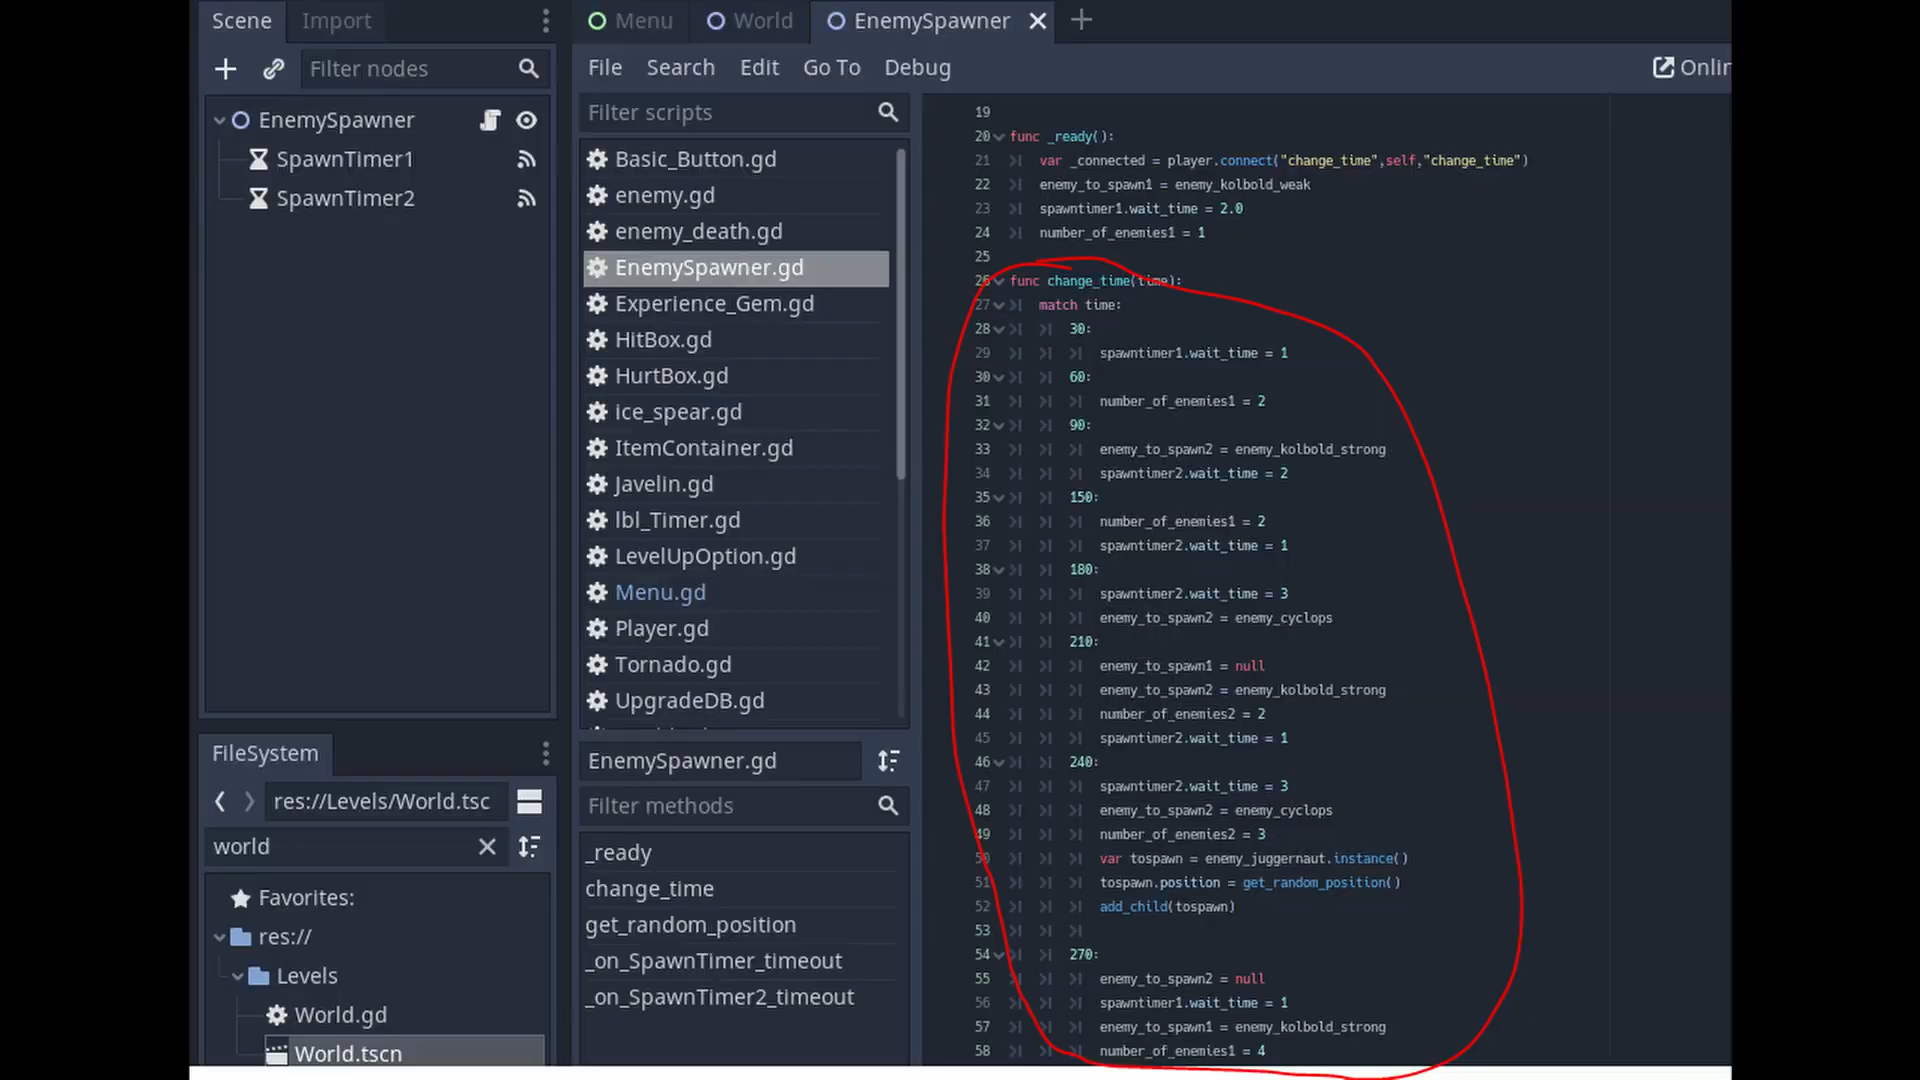 Scene
Import
Filter nodes
EnemySpawner
SpawnTimer1
SpawnTimer2
FileSystem
res://Levels/World.tsc
world
Favorites:
res://
Levels
World.gd
World.tscn
Menu
World
EnemySpawner
File Search Edit Go To Debug
Onlin
Filter scripts
Basic_Button.gd
enemy.gd
enemy_death.gd
EnemySpawner.gd
Experience_Gem.gd
HitBox.gd
HurtBox.gd
ice_spear.gd
ItemContainer.gd
Javelin.gd
lbl_Timer.gd
LevelUpOption.gd
Menu.gd
Player.gd
Tornado.gd
UpgradeDB.gd
EnemySpawner.gd
Filter methods
_ready
change_time
get_random_position
_on_SpawnTimer_timeout
_on_SpawnTimer2_timeout
19
20 func _ready():
21 var _connected = player.connect("change_time",self,"change_time")
22 enemy_to_spawn1 = enemy_kolbold_weak
23 spawntimer1.wait_time = 2.0
24 number_of_enemies1 = 1
25
26 func change_time(time):
27 match time:
28 30:
29 spawntimer1.wait_time = 1
30 60:
31 number_of_enemies1 = 2
32 90:
33 enemy_to_spawn2 = enemy_kolbold_strong
34 spawntimer2.wait_time = 2
35 150:
36 number_of_enemies1 = 2
37 spawntimer2.wait_time = 1
38 180:
39 spawntimer2.wait_time = 3
40 enemy_to_spawn2 = enemy_cyclops
41 210:
42 enemy_to_spawn1 = null
43 enemy_to_spawn2 = enemy_kolbold_strong
44 number_of_enemies2 = 2
45 spawntimer2.wait_time = 1
46 240:
47 spawntimer2.wait_time = 3
48 enemy_to_spawn2 = enemy_cyclops
49 number_of_enemies2 = 3
50 var tospawn = enemy_juggernaut.instance()
51 tospawn.position = get_random_position()
52 add_child(tospawn)
53
54 270:
55 enemy_to_spawn2 = null
56 spawntimer1.wait_time = 1
57 enemy_to_spawn1 = enemy_kolbold_strong
58 number_of_enemies1 = 4